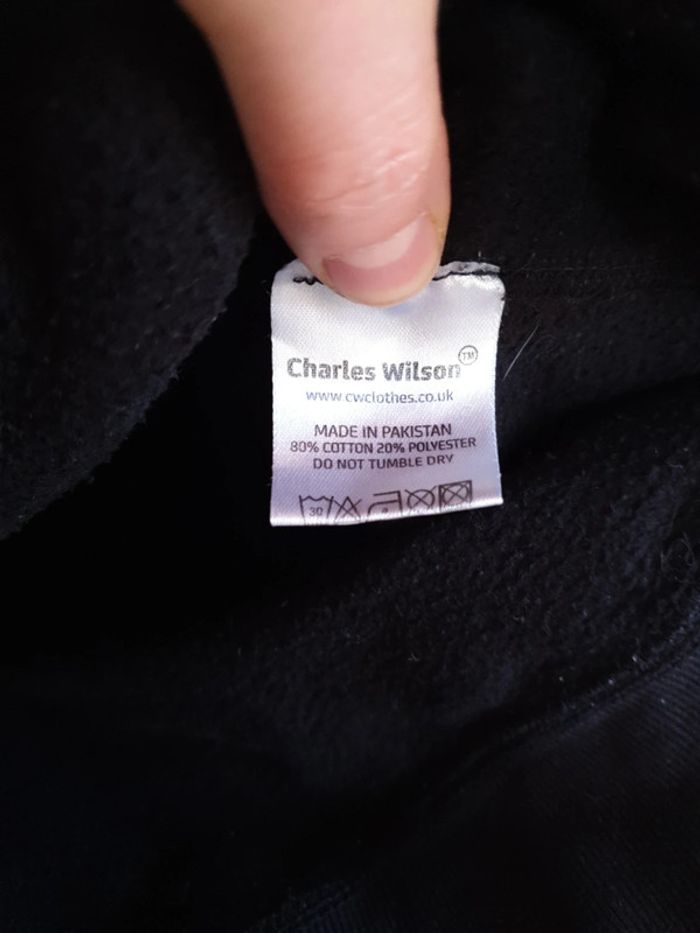 Charles Wilson™
www.cwclothes.co.uk
MADE IN PAKISTAN
80% COTTON 20% POLYESTER
DO NOT TUMBLE DRY
30